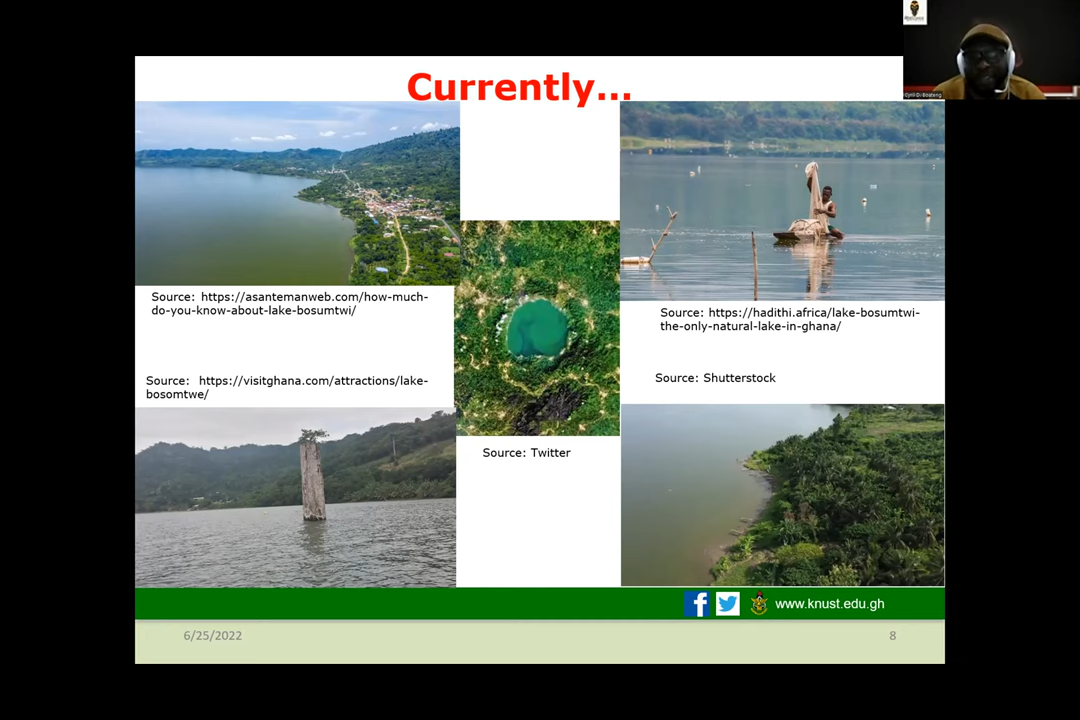 Currently...
Source: https://asantemanweb.com/how-much-
do-you-know-about-lake-bosumtwi/
Source: https://hadithi.africa/lake-bosumtwi-
the-only-natural-lake-in-ghana/
Source: https://visitghana.com/attractions/lake-
bosomtwe/
Source: Shutterstock
Source: Twitter
www.knust.edu.gh
6/25/2022
8